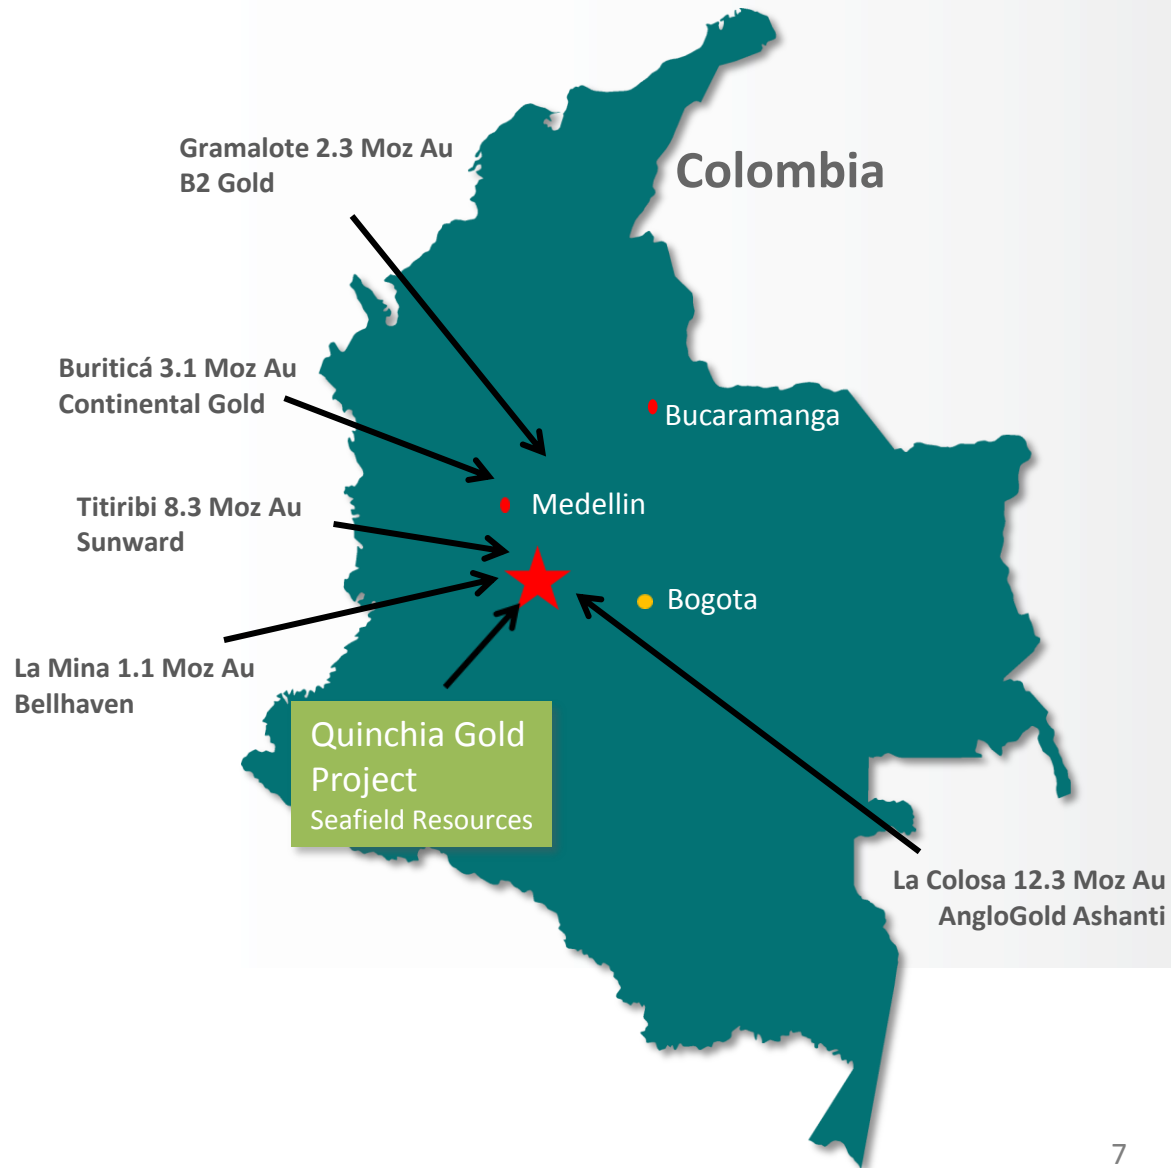 Gramalote 2.3 Moz Au
B2 Gold
Colombia
Buriticá 3.1 Moz Au
Continental Gold
Bucaramanga
Titiribi 8.3 Moz Au
Sunward
Medellin
Bogota
La Mina 1.1 Moz Au
Bellhaven
Quinchia Gold
Project
Seafield Resources
La Colosa 12.3 Moz Au
AngloGold Ashanti
7